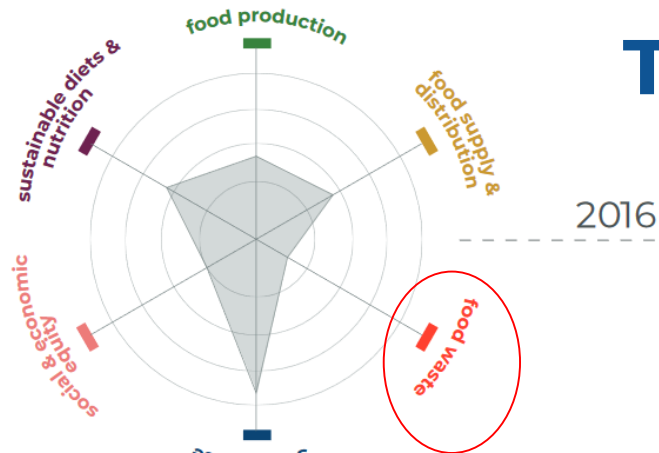 food production
T
sustainable diets &
nutrition
food supply &
distribution
2016
social & economic
equity
food waste